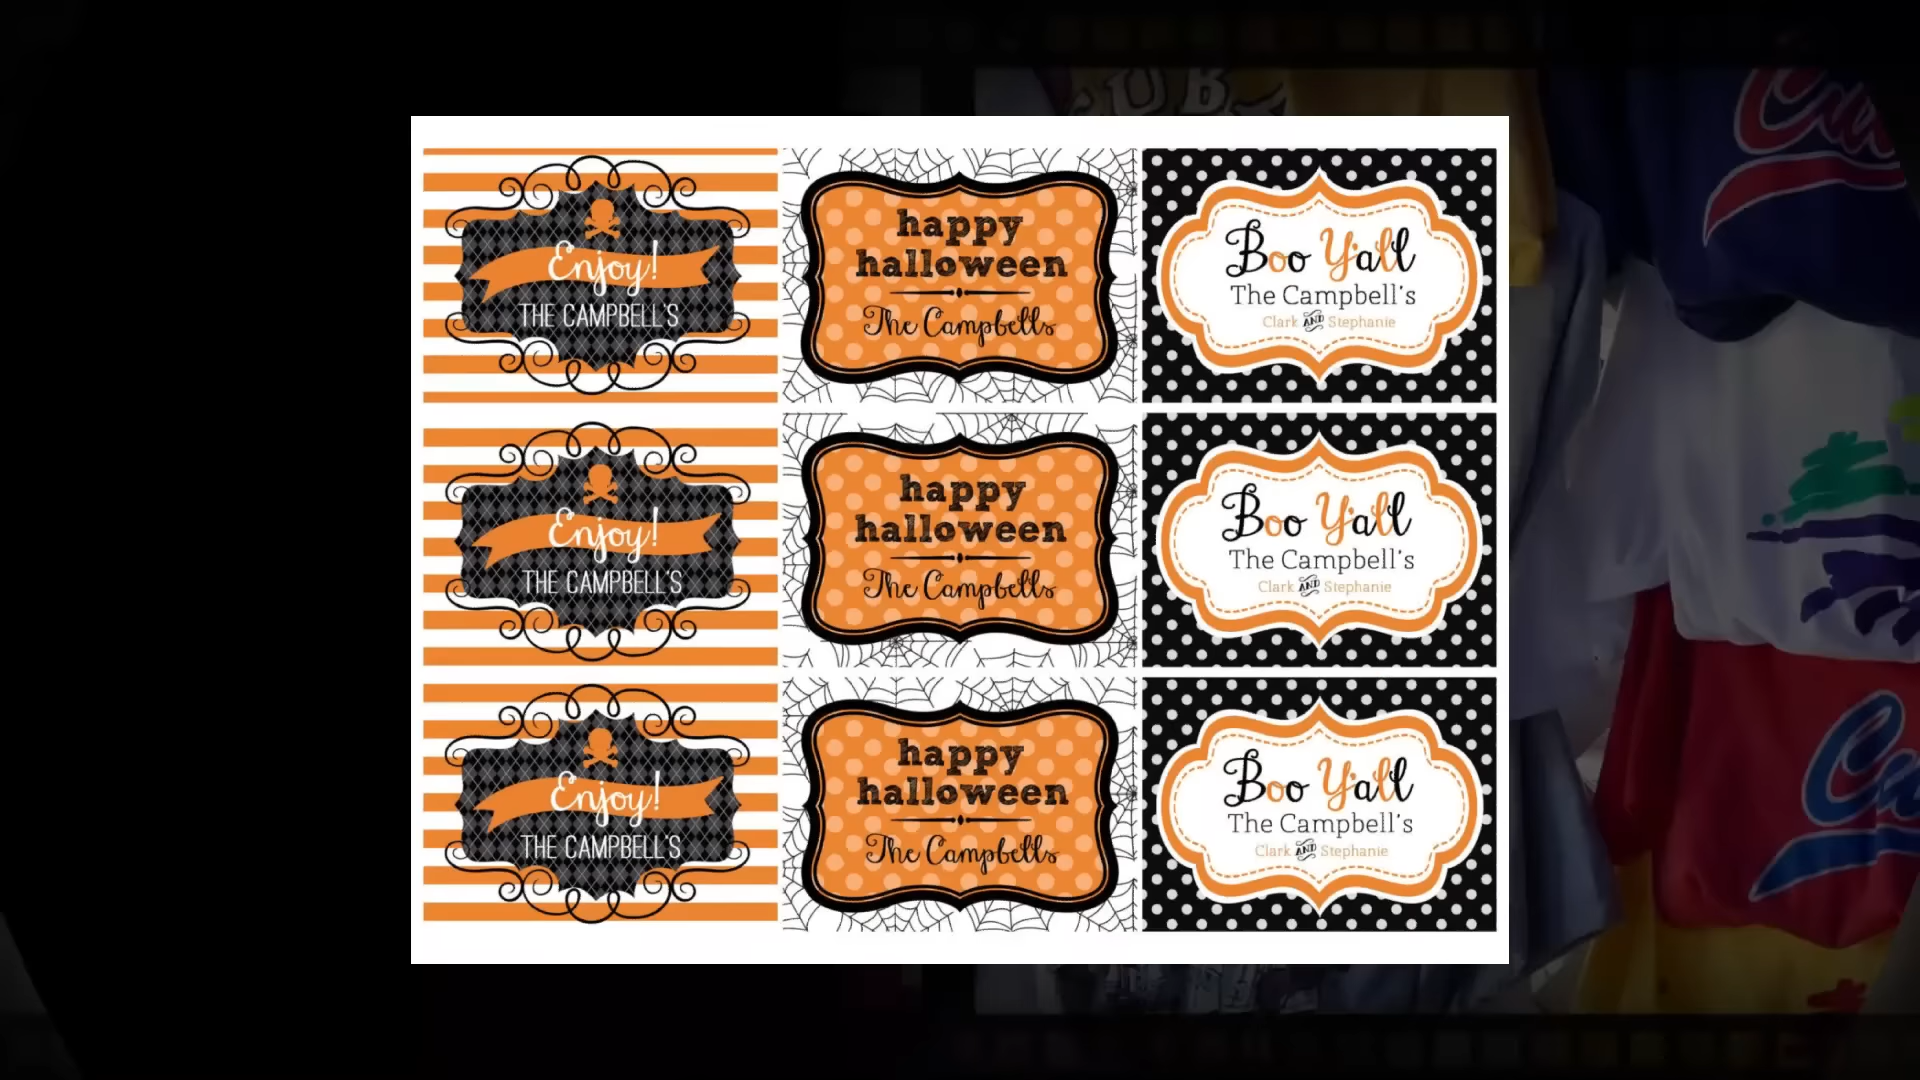 Enjoy!
THE CAMPBELL'S
happy
halloween
The Campbells
Boo Y'all
The Campbell's
Clark AND Stephanie
Enjoy!
THE CAMPBELL'S
happy
halloween
The Campbells
Boo Y'all
The Campbell's
Clark AND Stephanie
Enjoy!
THE CAMPBELL'S
happy
halloween
The Campbells
Boo Y'all
The Campbell's
Clark AND Stephanie